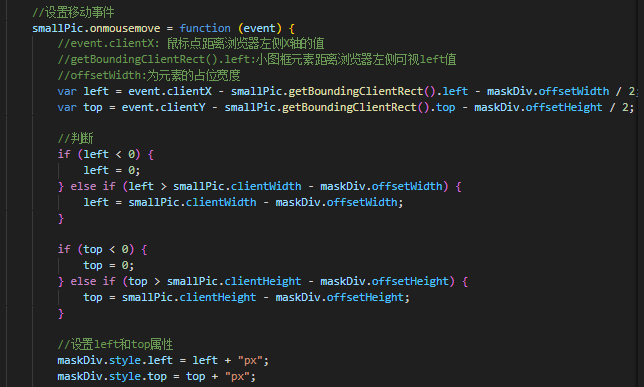 //设置移动事件
smallPic.onmousemove = function (event) {
//event.clientX: 鼠标点距离浏览器左侧X轴的值
//getBoundingClientRect().left:小图框元素距离浏览器左侧可视left值
//offsetWidth:为元素的占位宽度
var left = event.clientX - smallPic.getBoundingClientRect().left - maskDiv.offsetWidth / 2;
var top = event.clientY - smallPic.getBoundingClientRect().top - maskDiv.offsetHeight / 2;
//判断
if (left < 0) {
left = 0;
} else if (left > smallPic.clientWidth - maskDiv.offsetWidth) {
left = smallPic.clientWidth - maskDiv.offsetWidth;
}
if (top < 0) {
top = 0;
} else if (top > smallPic.clientHeight - maskDiv.offsetHeight) {
top = smallPic.clientHeight - maskDiv.offsetHeight;
}
//设置left和top属性
maskDiv.style.left = left + "px";
maskDiv.style.top = top + "px";